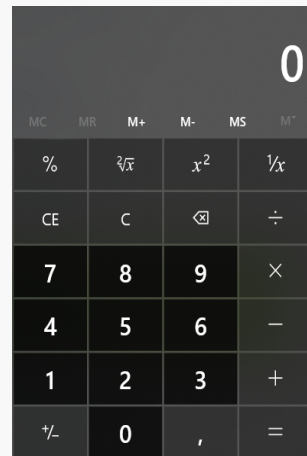 0
MC MR M+ M- MS M˅
% ²√x x² ¹/x
CE C ⌫ ÷
7 8 9 ×
4 5 6 −
1 2 3 +
+/− 0 , =